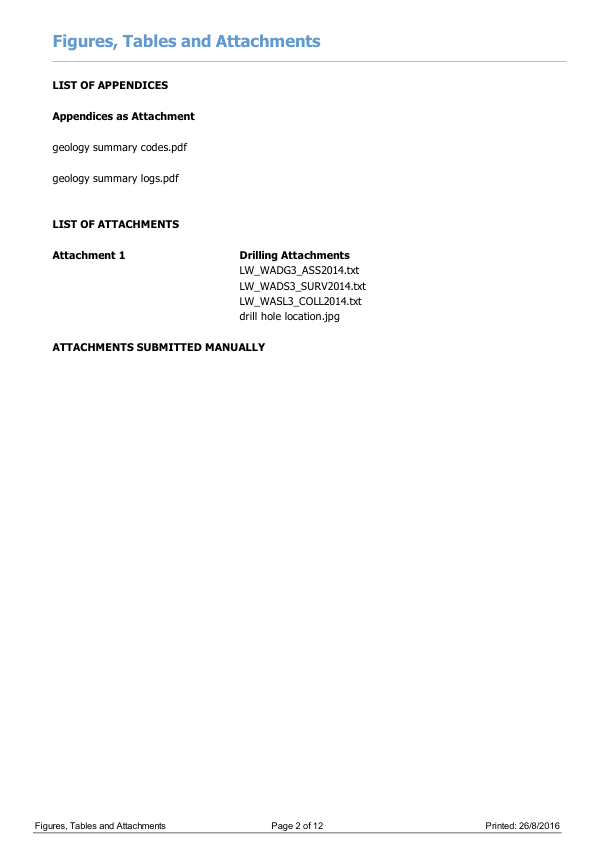 Figures, Tables and Attachments
LIST OF APPENDICES
Appendices as Attachment
geology summary codes.pdf
geology summary logs.pdf
LIST OF ATTACHMENTS
Attachment 1 Drilling Attachments
LW_WADG3_ASS2014.txt
LW_WADS3_SURV2014.txt
LW_WASL3_COLL2014.txt
drill hole location.jpg
ATTACHMENTS SUBMITTED MANUALLY
Figures, Tables and Attachments Page 2 of 12 Printed: 26/8/2016